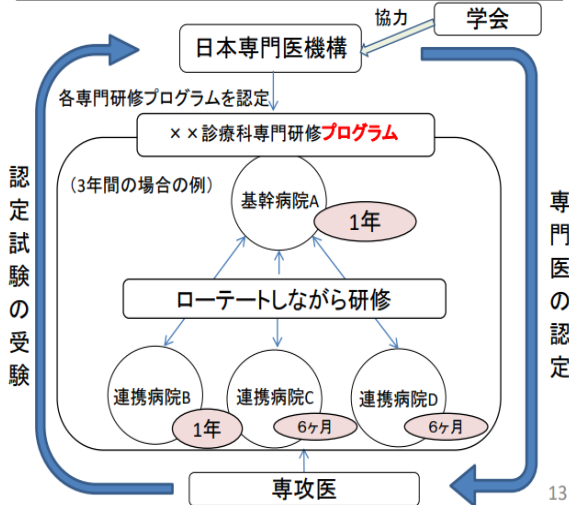 協力
学会
日本専門医機構
各専門研修プログラムを認定
××診療科専門研修プログラム
(3年間の場合の例)
基幹病院A
1年
ローテートしながら研修
連携病院B
1年
連携病院C
6ヶ月
連携病院D
6ヶ月
専攻医
認定試験の受験
専門医の認定
13